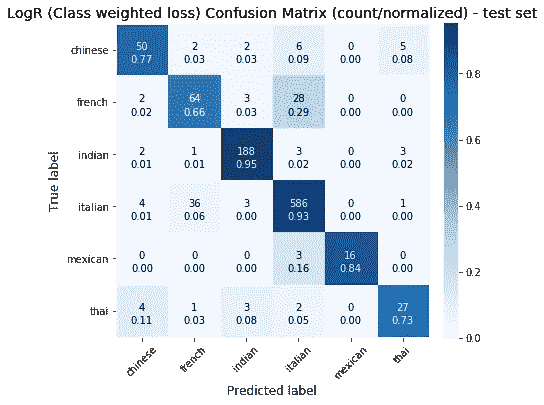 LogR (Class weighted loss) Confusion Matrix (count/normalized) - test set
chinese 50 2 2 6 0 5
0.77 0.03 0.03 0.09 0.00 0.08
french 2 64 3 28 0 0
0.02 0.66 0.03 0.29 0.00 0.00
indian 2 1 188 3 0 3
0.01 0.01 0.95 0.02 0.00 0.02
italian 4 36 3 586 0 1
0.01 0.06 0.00 0.93 0.00 0.00
mexican 0 0 0 3 16 0
0.00 0.00 0.00 0.16 0.84 0.00
thai 4 1 3 2 0 27
0.11 0.03 0.08 0.05 0.00 0.73
chinese french indian italian mexican thai
Predicted label
True label
0.8
0.6
0.4
0.2
0.0